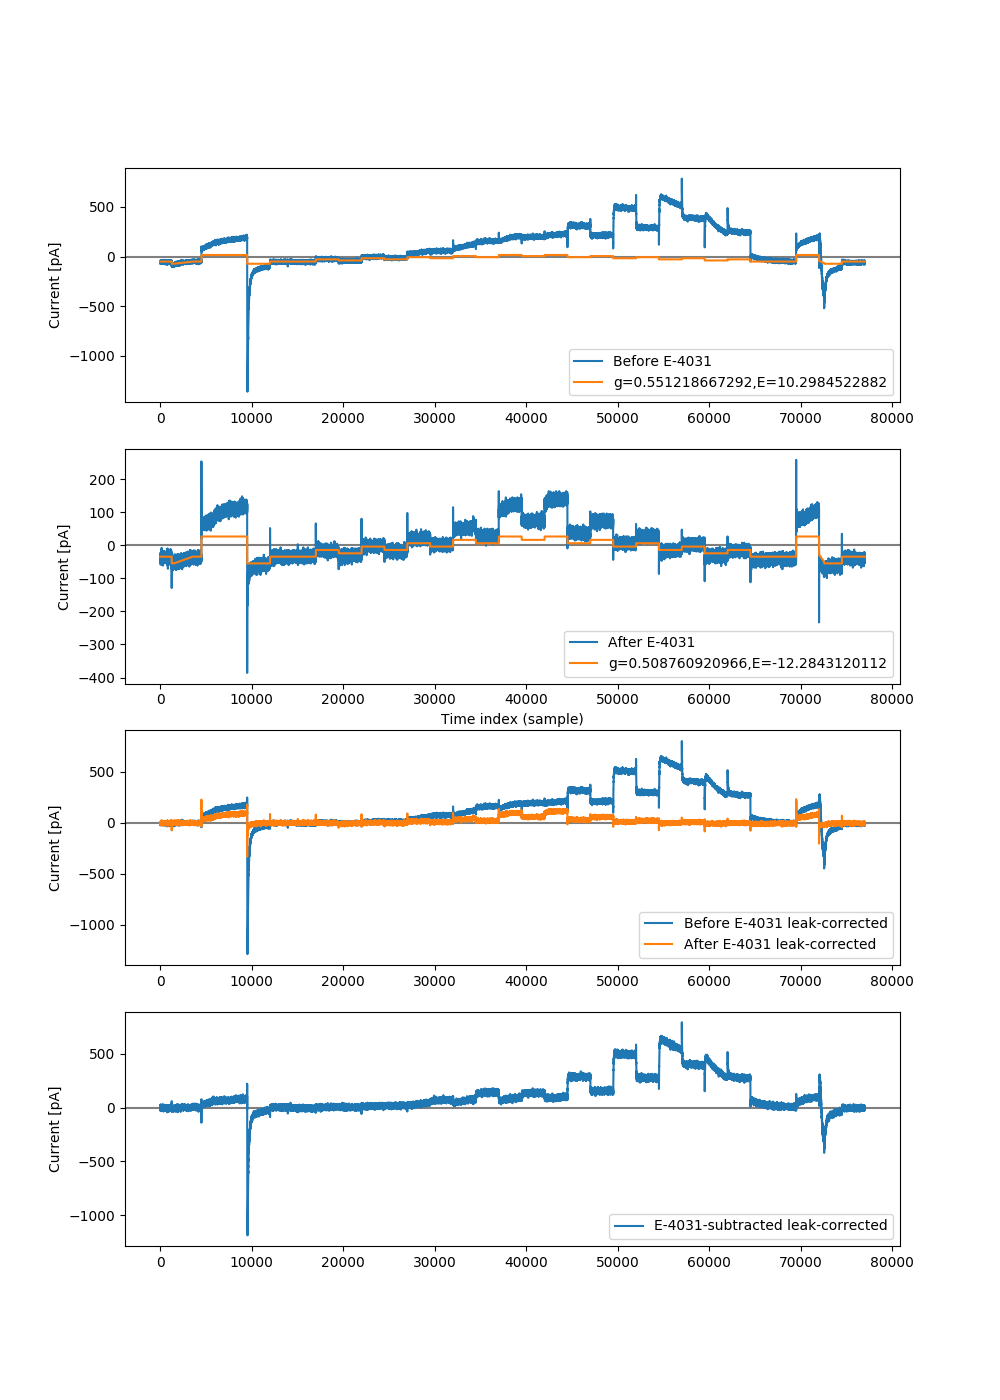 500
0
−500
−1000
Current [pA]
Before E-4031
g=0.551218667292,E=10.2984522882
0 10000 20000 30000 40000 50000 60000 70000 80000
200
100
0
−100
−200
−300
−400
Current [pA]
After E-4031
g=0.508760920966,E=-12.2843120112
0 10000 20000 30000 40000 50000 60000 70000 80000
Time index (sample)
500
0
−500
−1000
Current [pA]
Before E-4031 leak-corrected
After E-4031 leak-corrected
0 10000 20000 30000 40000 50000 60000 70000 80000
500
0
−500
−1000
Current [pA]
E-4031-subtracted leak-corrected
0 10000 20000 30000 40000 50000 60000 70000 80000